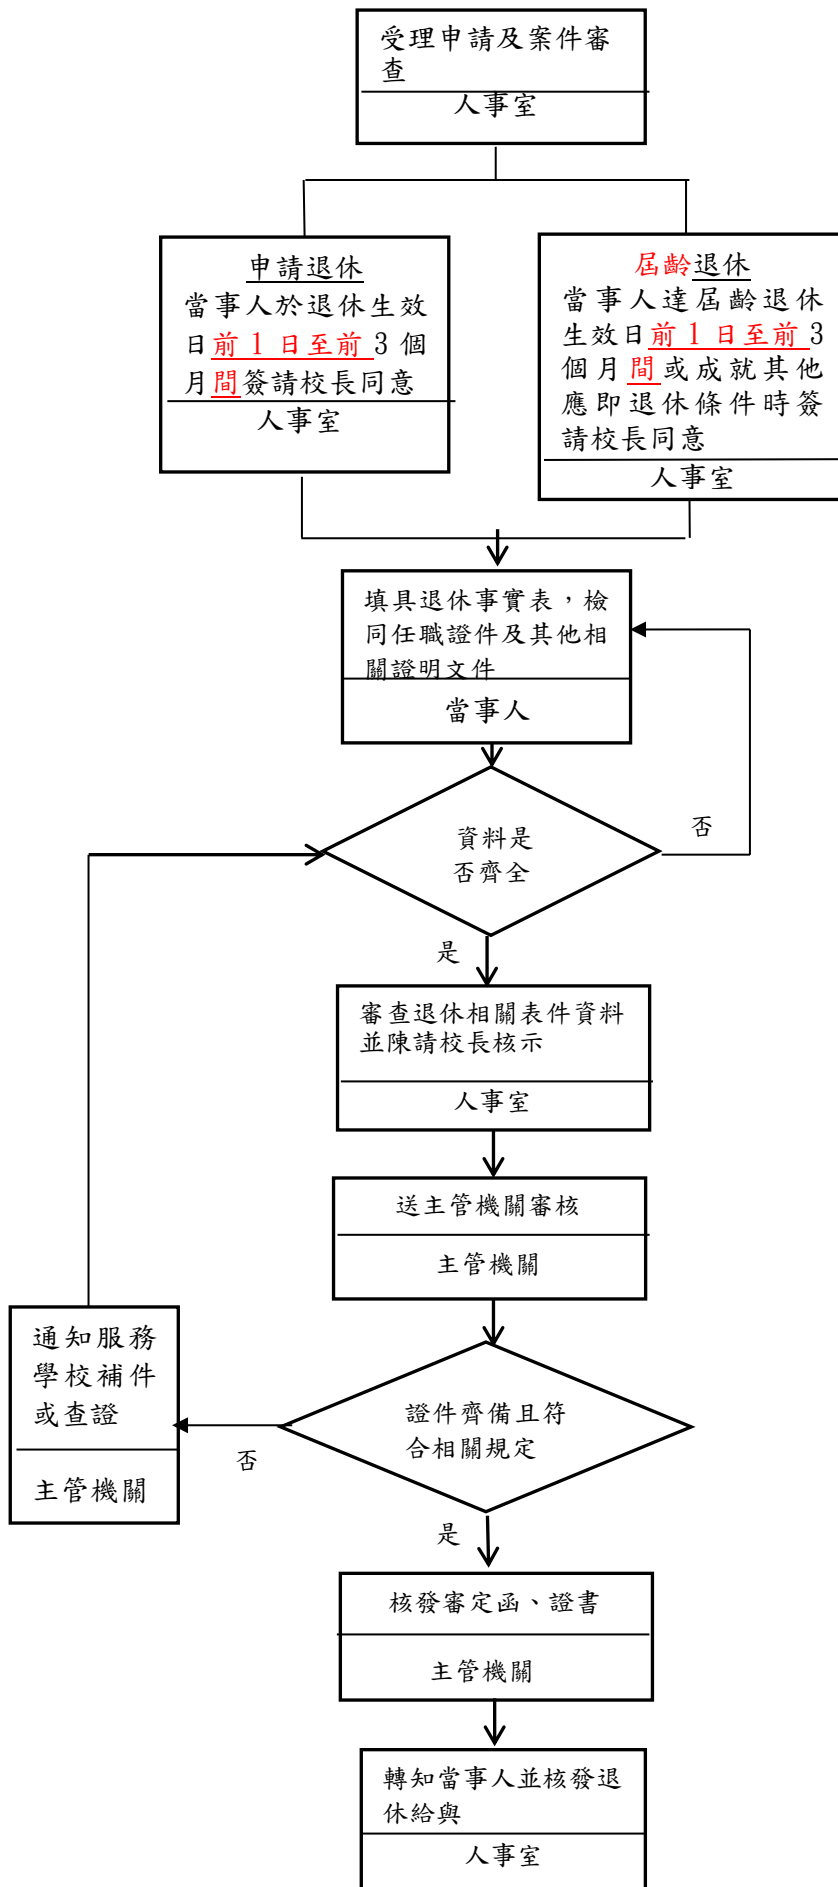 受理申請及案件審
查
人事室
申請退休
當事人於退休生效
日前 1 日至前 3 個
月間簽請校長同意
人事室
屆齡退休
當事人達屆齡退休
生效日前 1 日至前 3
個月間或成就其他
應即退休條件時簽
請校長同意
人事室
填具退休事實表，檢
同任職證件及其他相
關證明文件
當事人
資料是
否齊全
否
是
審查退休相關表件資料
並陳請校長核示
人事室
送主管機關審核
主管機關
通知服務
學校補件
或查證
主管機關
證件齊備且符
合相關規定
否
是
核發審定函、證書
主管機關
轉知當事人並核發退
休給與
人事室